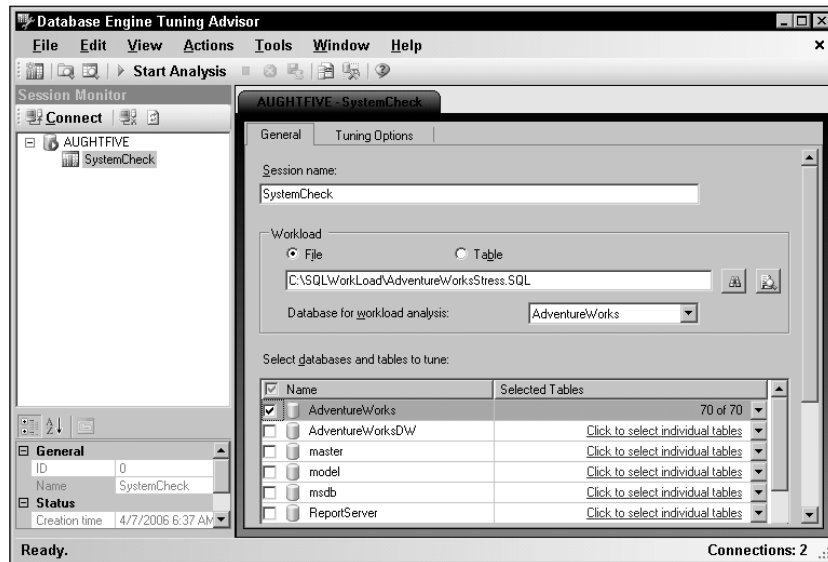 Database Engine Tuning Advisor
File Edit View Actions Tools Window Help
Start Analysis
Session Monitor
Connect
AUGHTFIVE
SystemCheck
General
ID 0
Name SystemCheck
Status
Creation time 4/7/2006 6:37 AM
AUGHTFIVE - SystemCheck
General Tuning Options
Session name:
SystemCheck
Workload
File Table
C:\SQLWorkLoad\AdventureWorksStress.SQL
Database for workload analysis: AdventureWorks
Select databases and tables to tune:
Name Selected Tables
AdventureWorks 70 of 70
AdventureWorksDW Click to select individual tables
master Click to select individual tables
model Click to select individual tables
msdb Click to select individual tables
ReportServer Click to select individual tables
Ready. Connections: 2